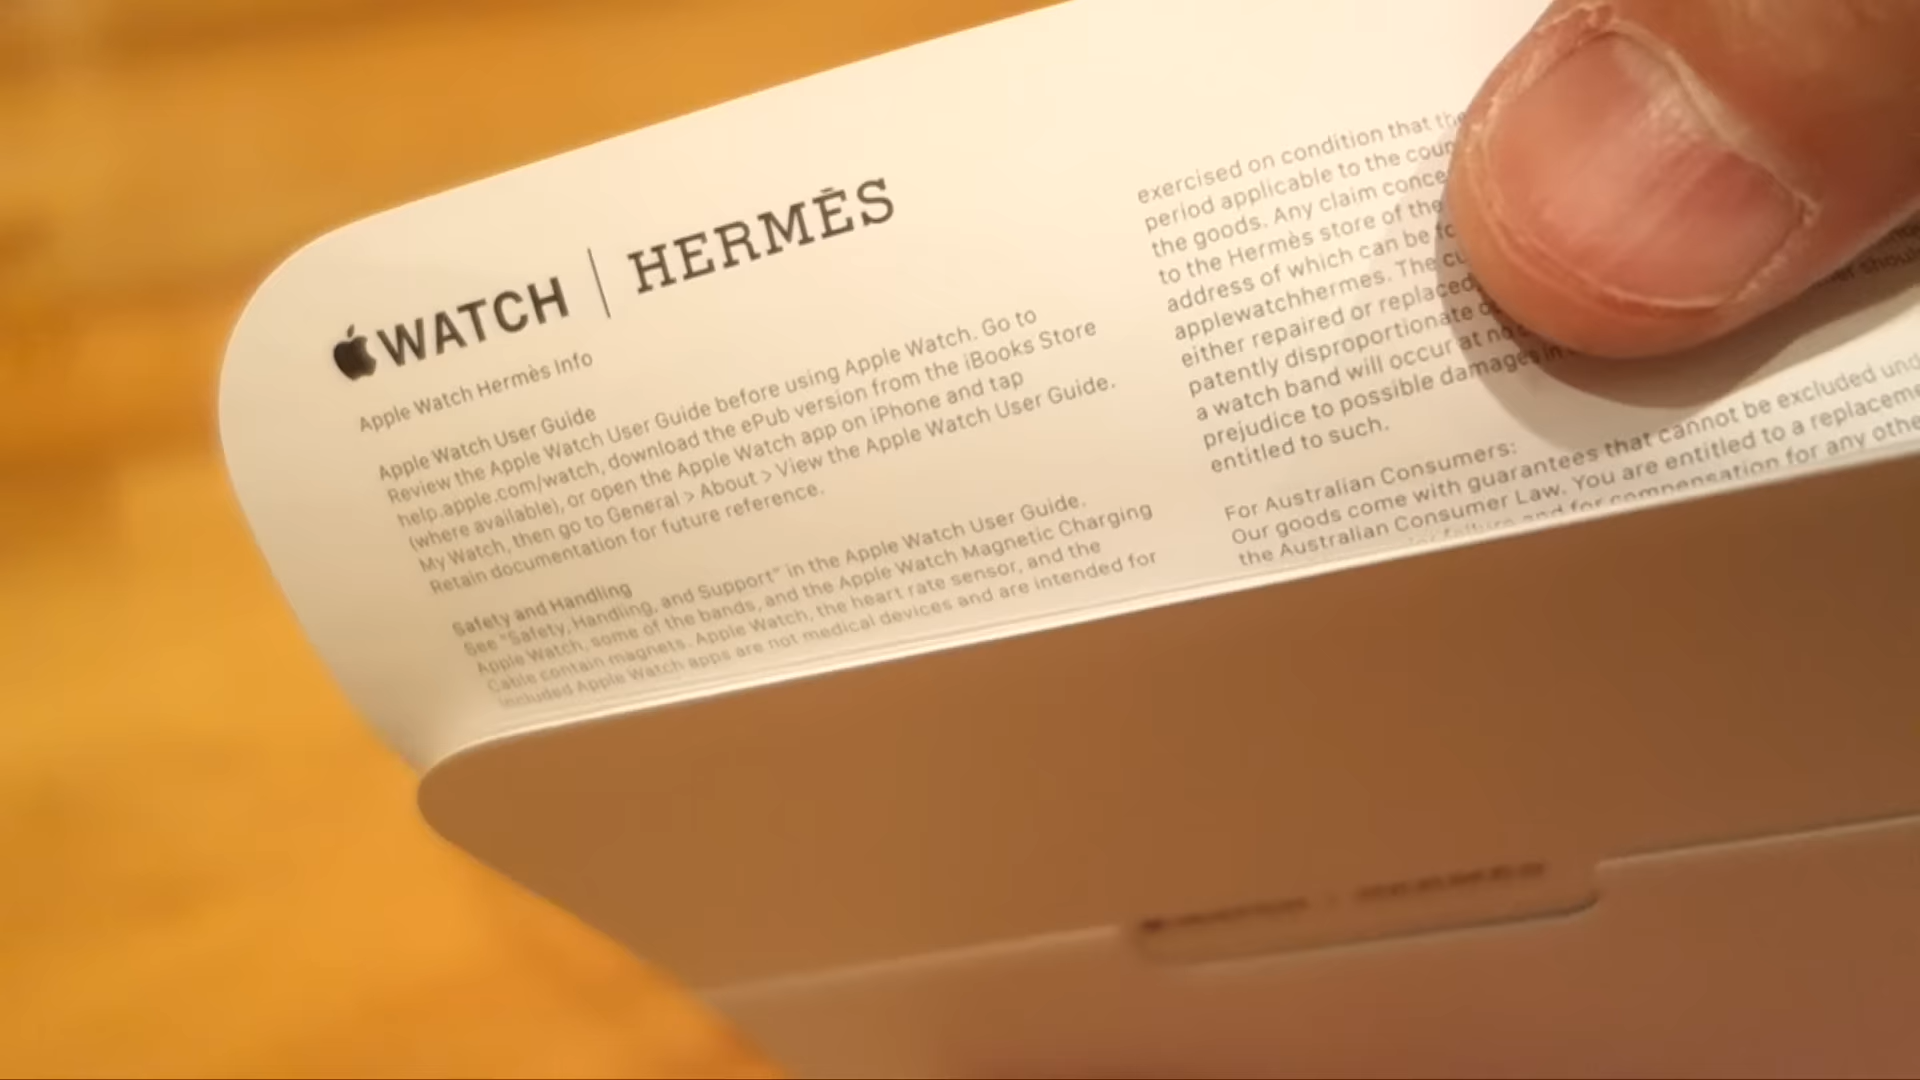 WATCH | HERMÈS
Apple Watch Hermès Info
Apple Watch User Guide
Review the Apple Watch User Guide before using Apple Watch. Go to
help.apple.com/watch, download the ePub version from the iBooks Store
(where available), or open the Apple Watch app on iPhone and tap
My Watch, then go to General > About > View the Apple Watch User Guide.
Retain documentation for future reference.
Safety and Handling
See "Safety, Handling, and Support" in the Apple Watch User Guide.
Apple Watch, some of the bands, and the Apple Watch Magnetic Charging
Cable contain magnets. Apple Watch, the heart rate sensor, and the
included Apple Watch apps are not medical devices and are intended for
exercised on condition that
period applicable to the
the goods. Any claim
to the Hermès store of the
address of which can be
applewatchhermes. The
either repaired or replaced,
patently disproportionate
a watch band will occur at no
prejudice to possible damages
entitled to such.
For Australian Consumers:
Our goods come with guarantees that cannot be excluded
the Australian Consumer Law. You are entitled to a
and for compensation for any